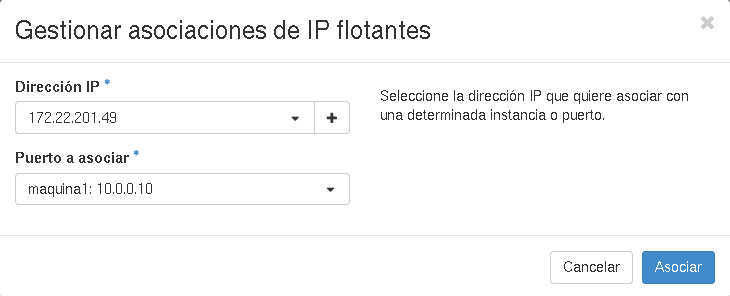 Gestionar asociaciones de IP flotantes
×
Dirección IP *
172.22.201.49
+
Seleccione la dirección IP que quiere asociar con
una determinada instancia o puerto.
Puerto a asociar *
maquina1: 10.0.0.10
Cancelar
Asociar